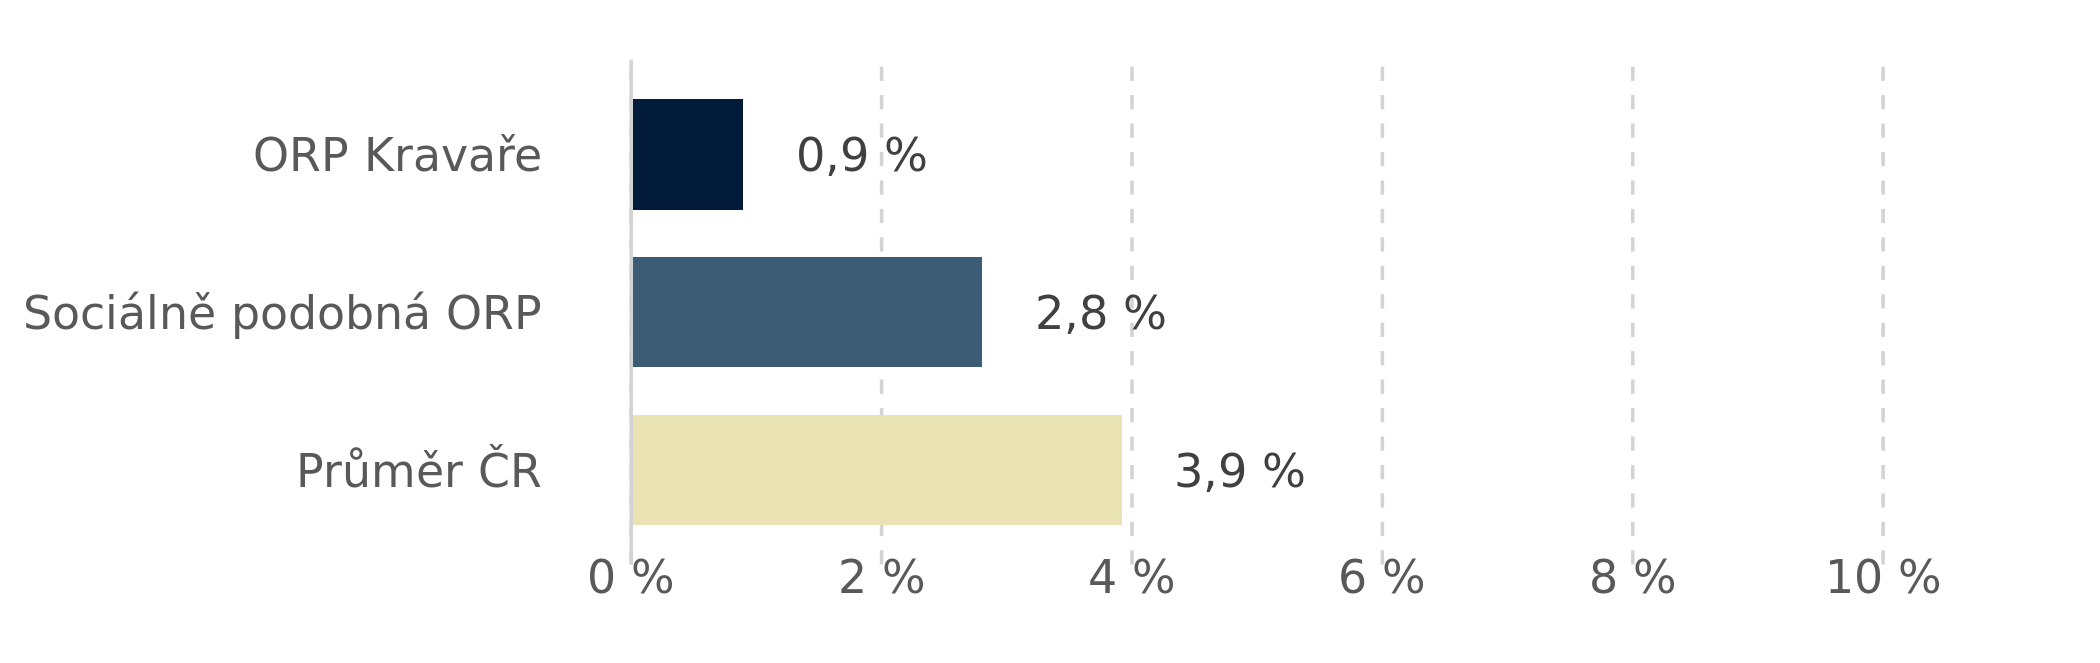 ORP Kravaře
0,9 %
Sociálně podobná ORP
2,8 %
Průměr ČR
3,9 %
0 % 2 % 4 % 6 % 8 % 10 %